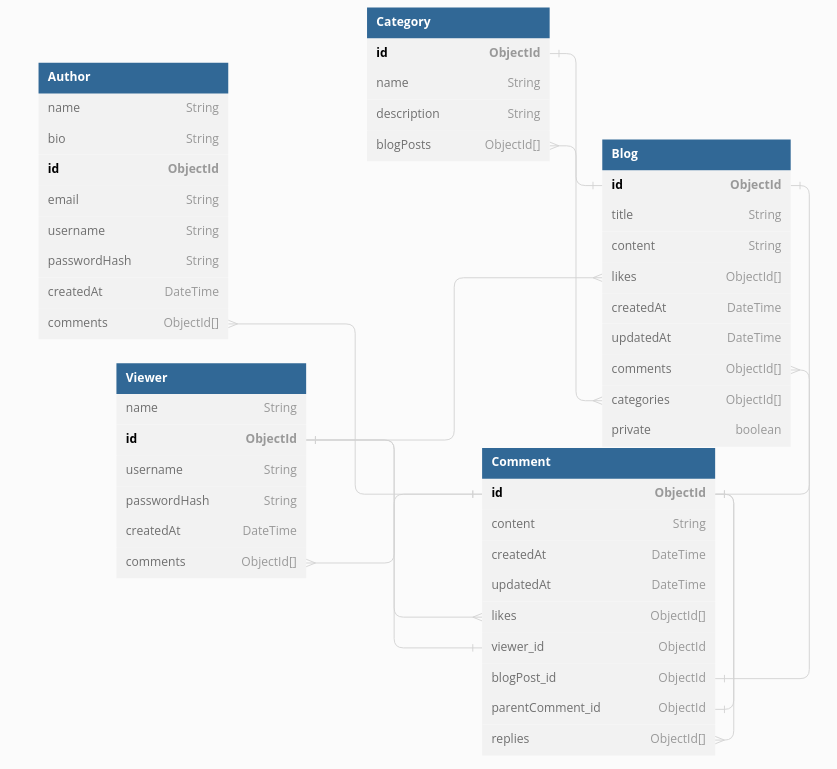 Category
id ObjectId
name String
description String
blogPosts ObjectId[]
Author
name String
bio String
id ObjectId
email String
username String
passwordHash String
createdAt DateTime
comments ObjectId[]
Blog
id ObjectId
title String
content String
likes ObjectId[]
createdAt DateTime
updatedAt DateTime
comments ObjectId[]
categories ObjectId[]
private boolean
Viewer
name String
id ObjectId
username String
passwordHash String
createdAt DateTime
comments ObjectId[]
Comment
id ObjectId
content String
createdAt DateTime
updatedAt DateTime
likes ObjectId[]
viewer_id ObjectId
blogPost_id ObjectId
parentComment_id ObjectId
replies ObjectId[]